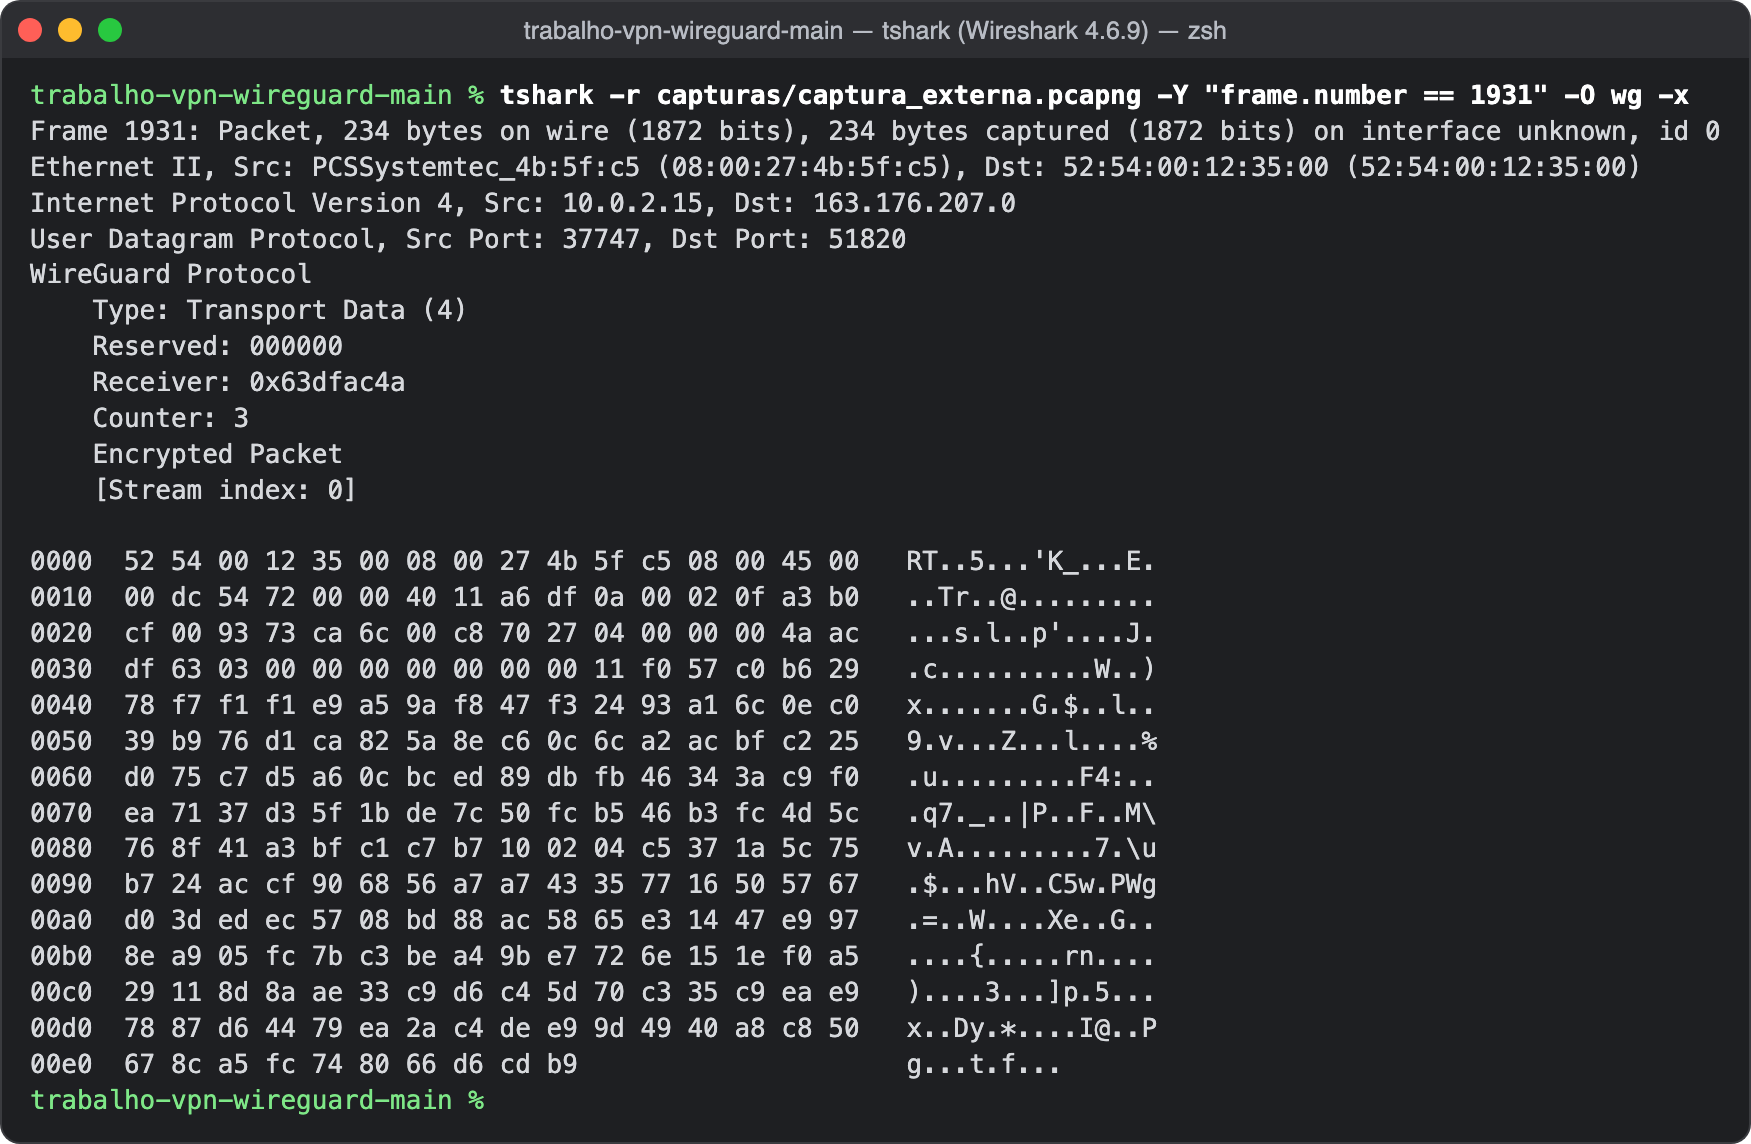 trabalho-vpn-wireguard-main — tshark (Wireshark 4.6.9) — zsh
trabalho-vpn-wireguard-main % tshark -r capturas/captura_externa.pcapng -Y "frame.number == 1931" -O wg -x
Frame 1931: Packet, 234 bytes on wire (1872 bits), 234 bytes captured (1872 bits) on interface unknown, id 0
Ethernet II, Src: PCSSystemtec_4b:5f:c5 (08:00:27:4b:5f:c5), Dst: 52:54:00:12:35:00 (52:54:00:12:35:00)
Internet Protocol Version 4, Src: 10.0.2.15, Dst: 163.176.207.0
User Datagram Protocol, Src Port: 37747, Dst Port: 51820
WireGuard Protocol
    Type: Transport Data (4)
    Reserved: 000000
    Receiver: 0x63dfac4a
    Counter: 3
    Encrypted Packet
    [Stream index: 0]

0000  52 54 00 12 35 00 08 00 27 4b 5f c5 08 00 45 00   RT..5...'K_...E.
0010  00 dc 54 72 00 00 40 11 a6 df 0a 00 02 0f a3 b0   ..Tr..@.........
0020  cf 00 93 73 ca 6c 00 c8 70 27 04 00 00 00 4a ac   ...s.l..p'....J.
0030  df 63 03 00 00 00 00 00 00 00 11 f0 57 c0 b6 29   .c..........W..)
0040  78 f7 f1 f1 e9 a5 9a f8 47 f3 24 93 a1 6c 0e c0   x.......G.$..l..
0050  39 b9 76 d1 ca 82 5a 8e c6 0c 6c a2 ac bf c2 25   9.v...Z...l....%
0060  d0 75 c7 d5 a6 0c bc ed 89 db fb 46 34 3a c9 f0   .u.........F4:..
0070  ea 71 37 d3 5f 1b de 7c 50 fc b5 46 b3 fc 4d 5c   .q7._..|P..F..M\
0080  76 8f 41 a3 bf c1 c7 b7 10 02 04 c5 37 1a 5c 75   v.A.........7.\u
0090  b7 24 ac cf 90 68 56 a7 a7 43 35 77 16 50 57 67   .$...hV..C5w.PWg
00a0  d0 3d ed ec 57 08 bd 88 ac 58 65 e3 14 47 e9 97   .=..W....Xe..G..
00b0  8e a9 05 fc 7b c3 be a4 9b e7 72 6e 15 1e f0 a5   ....{.....rn....
00c0  29 11 8d 8a ae 33 c9 d6 c4 5d 70 c3 35 c9 ea e9   )....3...]p.5...
00d0  78 87 d6 44 79 ea 2a c4 de e9 9d 49 40 a8 c8 50   x..Dy.*....I@..P
00e0  67 8c a5 fc 74 80 66 d6 cd b9                     g...t.f...
trabalho-vpn-wireguard-main %